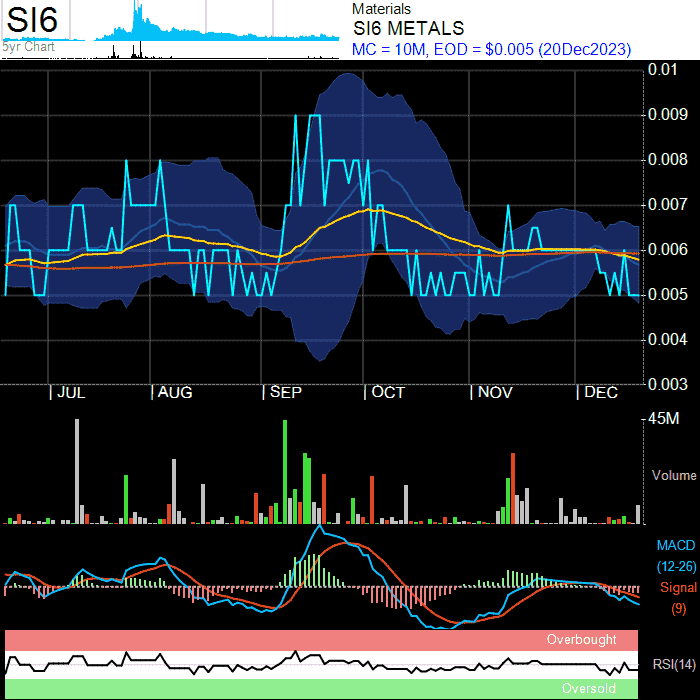 SI6
5yr Chart
Materials
SI6 METALS
MC = 10M, EOD = $0.005 (20Dec2023)
0.01
0.009
0.008
0.007
0.006
0.005
0.004
0.003
JUL AUG SEP OCT NOV DEC
45M
Volume
MACD
(12-26)
Signal
(9)
Overbought
RSI(14)
Oversold